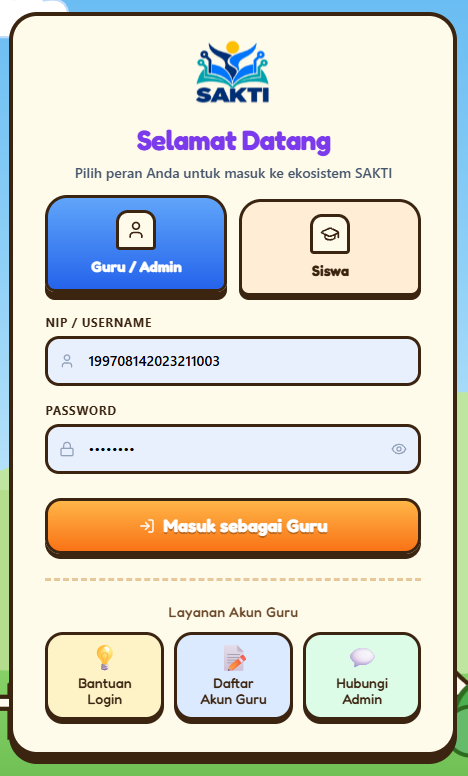 SAKTI
Selamat Datang
Pilih peran Anda untuk masuk ke ekosistem SAKTI
Guru / Admin
Siswa
NIP / USERNAME
199708142023211003
PASSWORD
••••••••
Masuk sebagai Guru
Layanan Akun Guru
Bantuan
Login
Daftar
Akun Guru
Hubungi
Admin